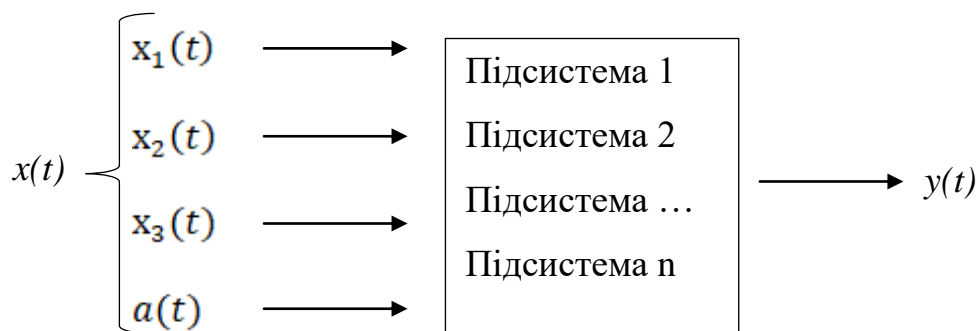 x₁(t)
Підсистема 1
x₂(t)
Підсистема 2
x(t)
y(t)
x₃(t)
Підсистема …
Підсистема n
a(t)